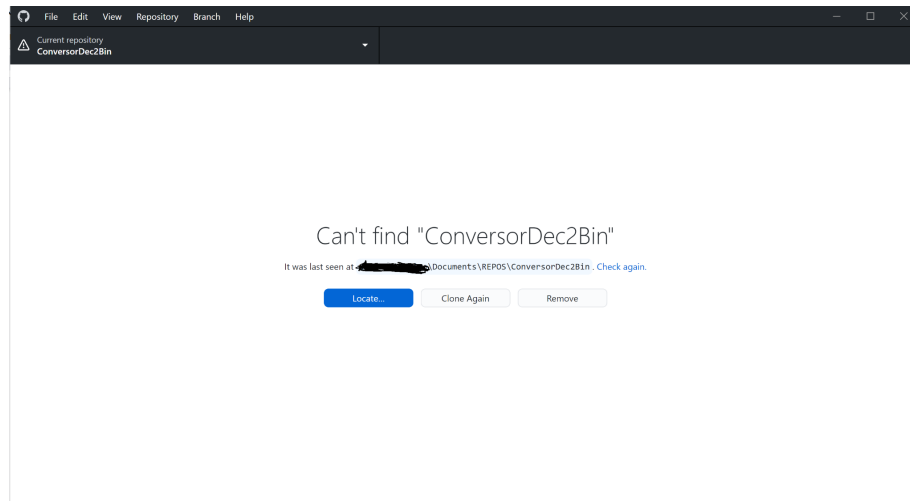 File Edit View Repository Branch Help
Current repository
ConversorDec2Bin
Can't find "ConversorDec2Bin"
It was last seen at \Documents\REPOS\ConversorDec2Bin . Check again.
Locate... Clone Again Remove